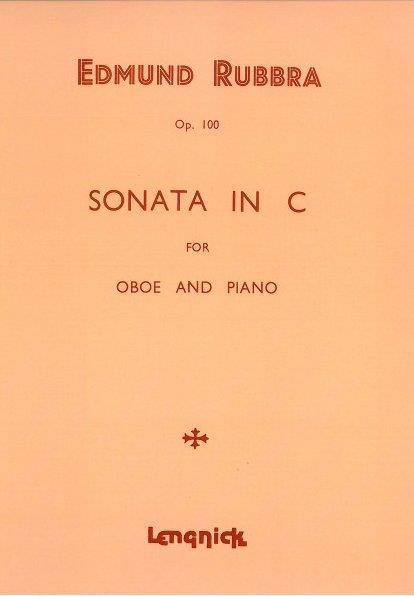 EDMUND RUBBRA
Op. 100
SONATA IN C
FOR
OBOE AND PIANO
Lengnick